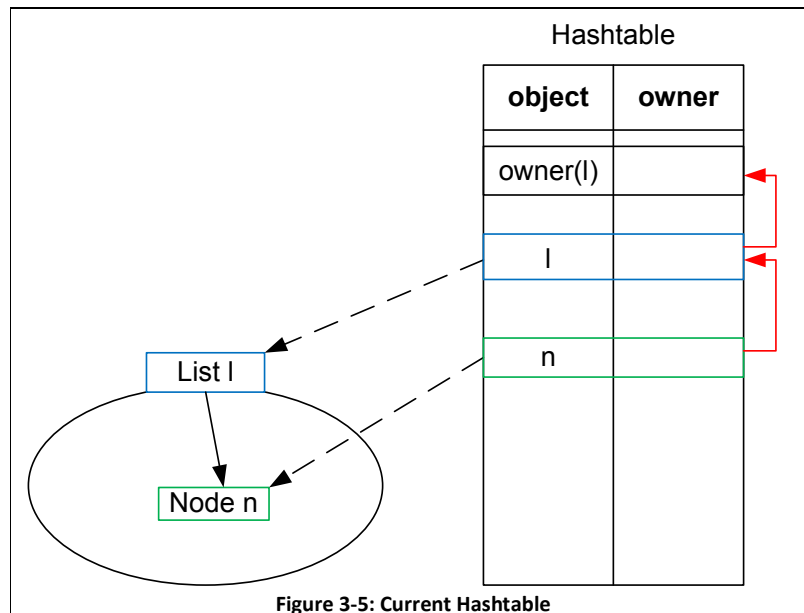 Hashtable
object owner
owner(l)
l
n
List l
Node n
Figure 3-5: Current Hashtable